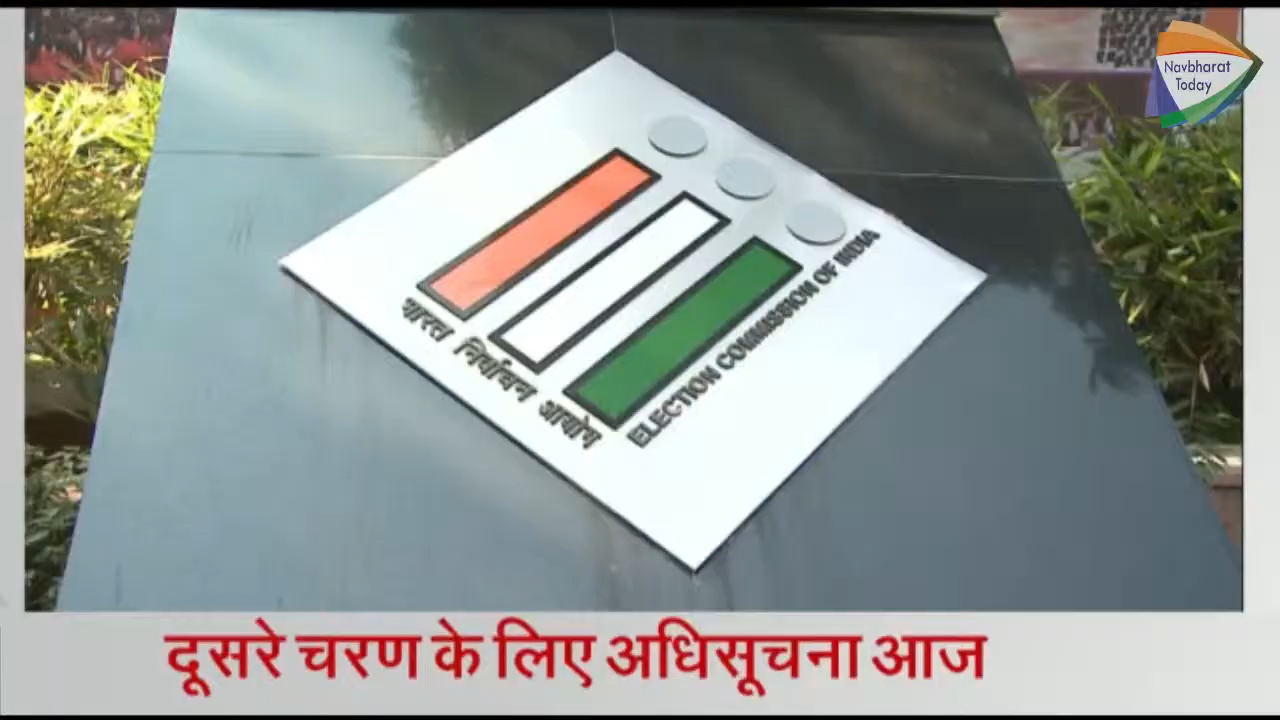 Navbharat
Today
भारत निर्वाचन आयोग
ELECTION COMMISSION OF INDIA
दूसरे चरण के लिए अधिसूचना आज